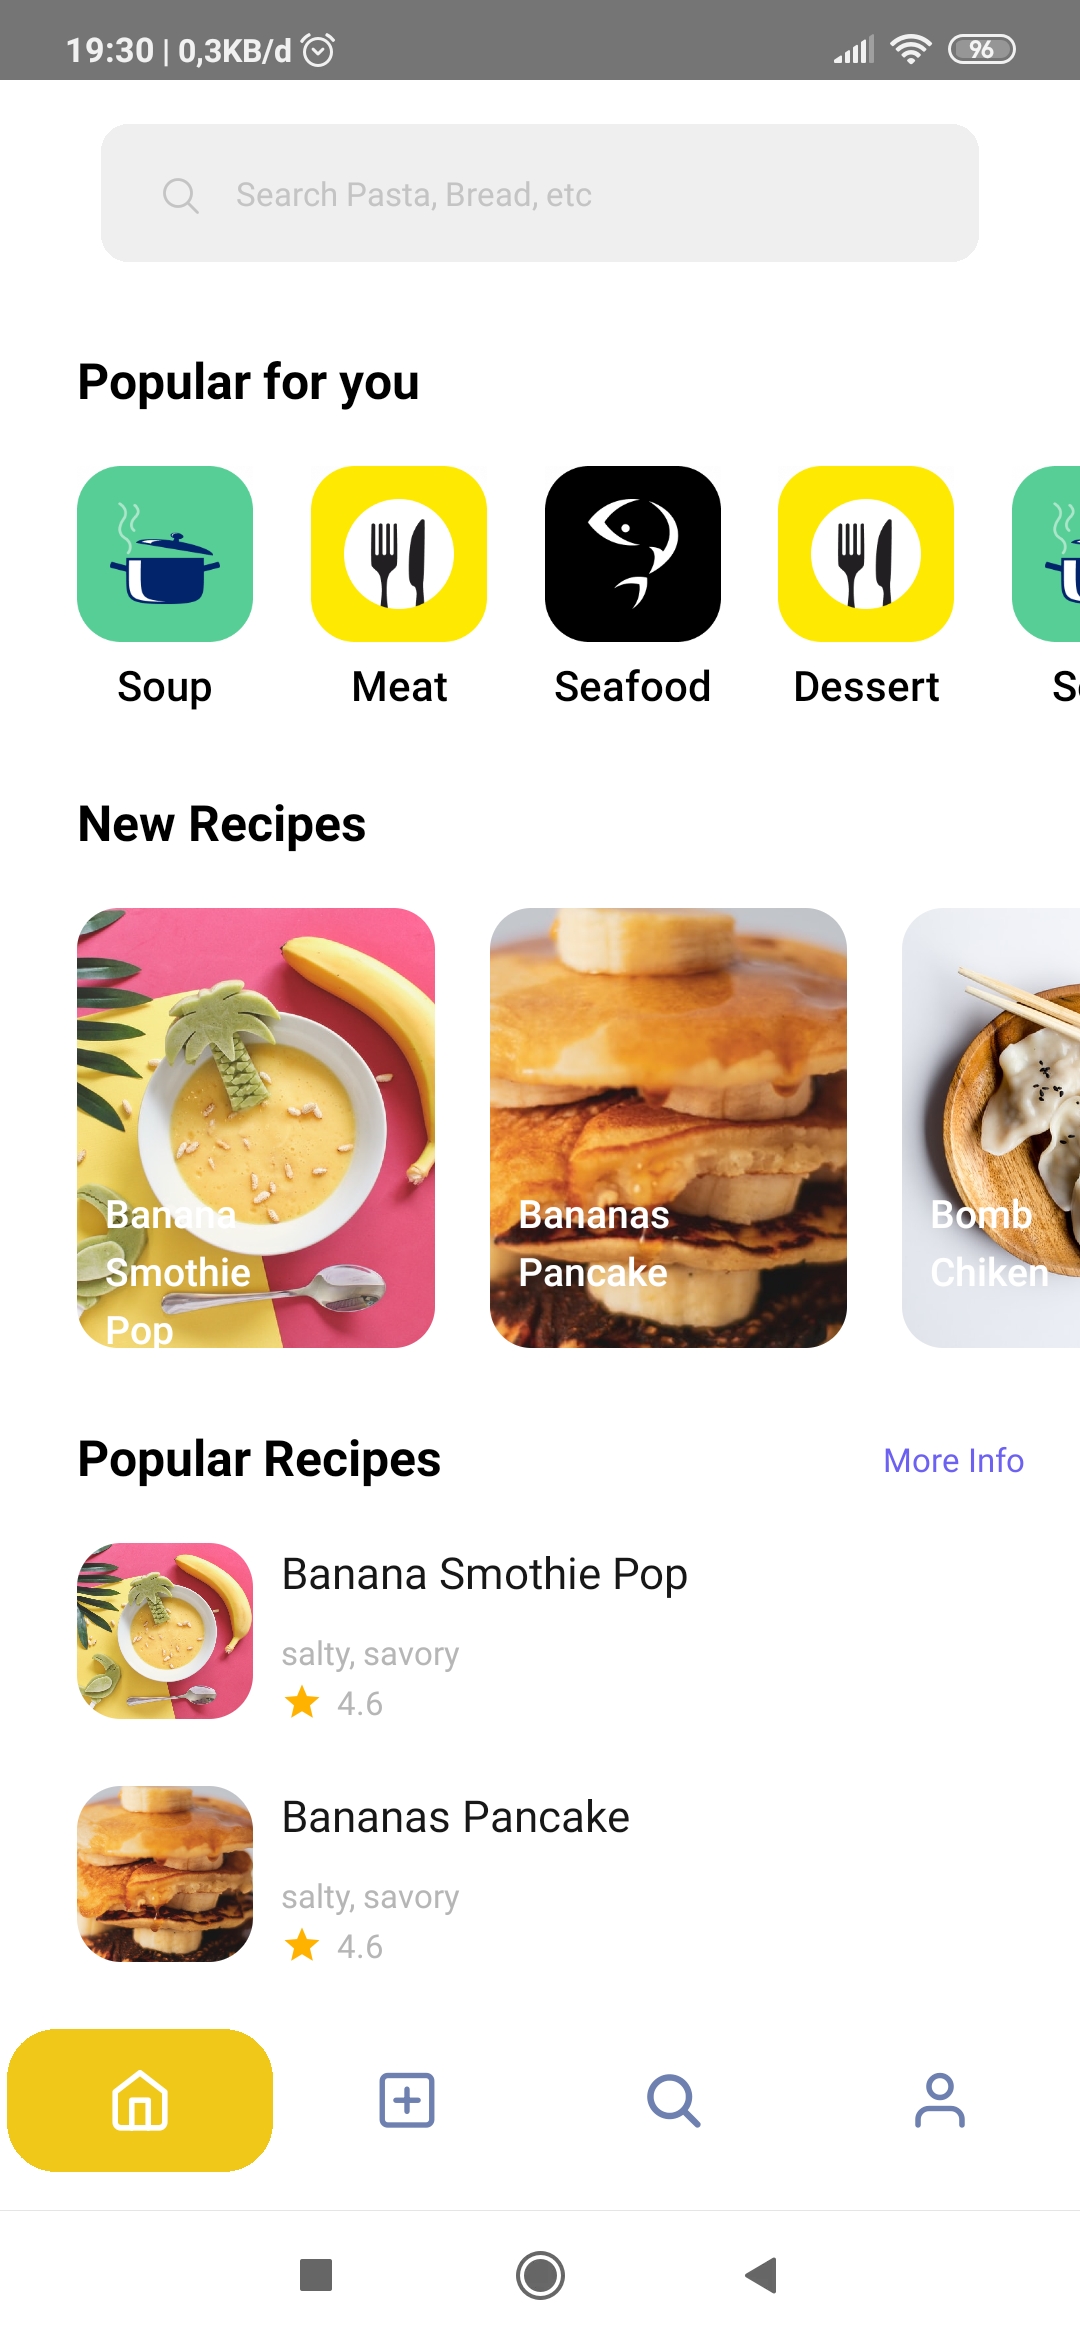 19:30 | 0,3KB/d
96
Search Pasta, Bread, etc
Popular for you
Soup
Meat
Seafood
Dessert
New Recipes
Banana
Smothie
Pop
Bananas
Pancake
Bomb
Chiken
Popular Recipes
More Info
Banana Smothie Pop
salty, savory
4.6
Bananas Pancake
salty, savory
4.6